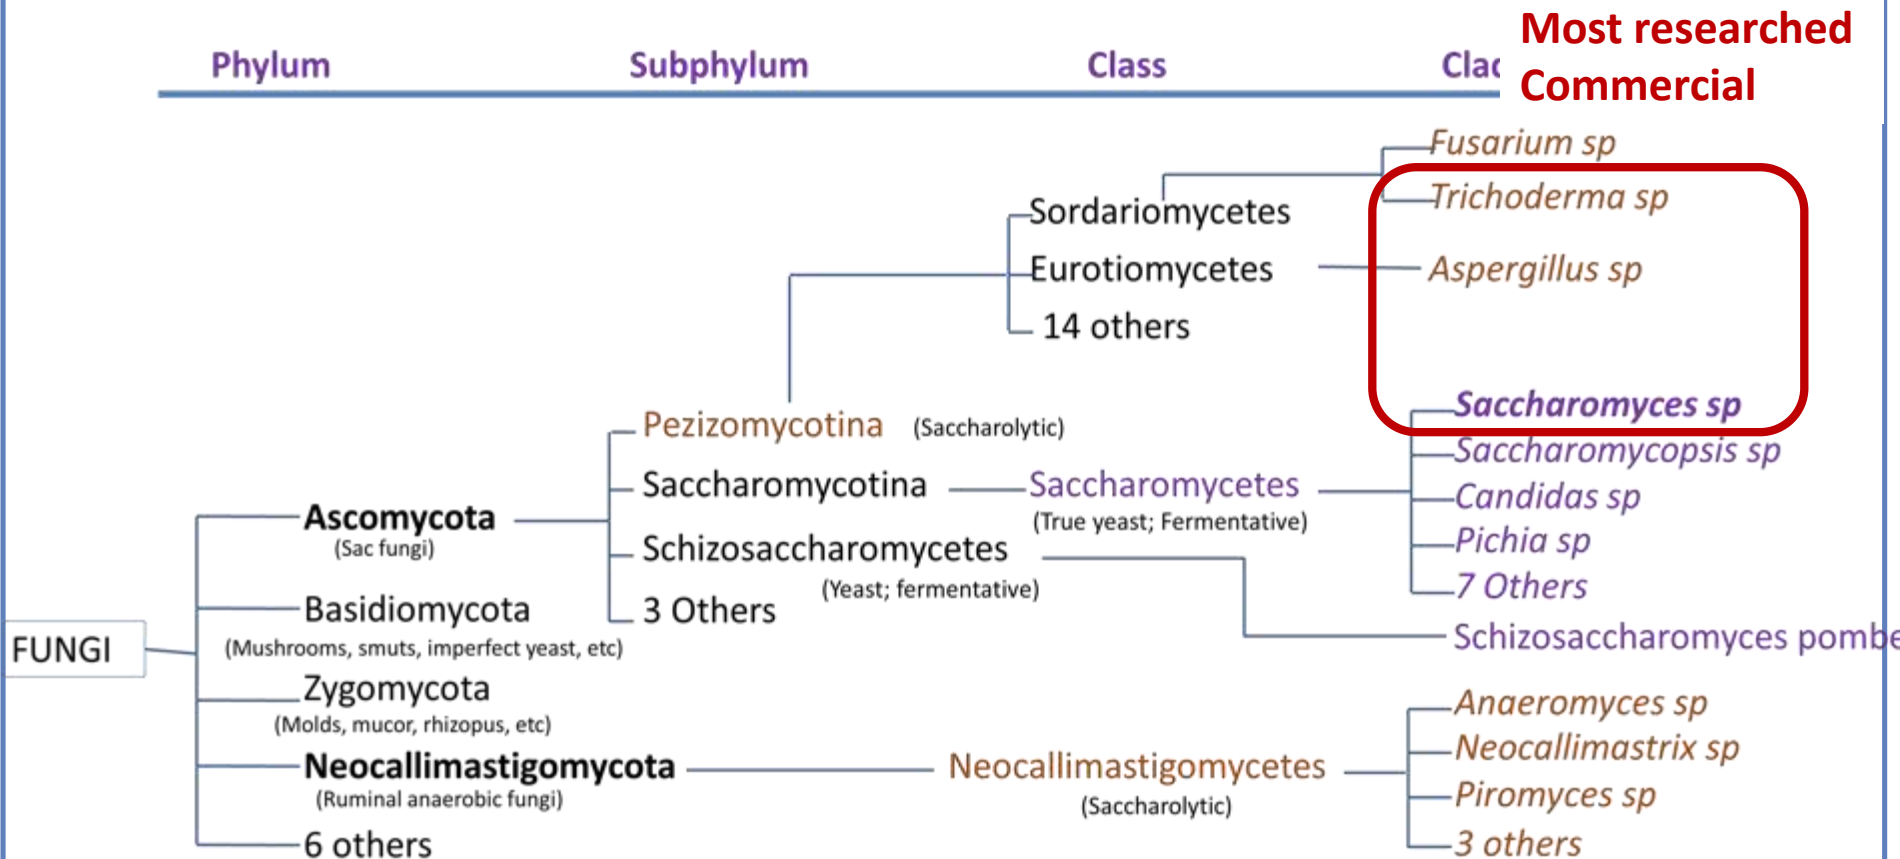 Most researched
Commercial
Phylum Subphylum Class Clad
Fusarium sp
Trichoderma sp
Sordariomycetes
Eurotiomycetes
Aspergillus sp
14 others
Pezizomycotina (Saccharolytic)
Saccharomyces sp
Saccharomycopsis sp
Saccharomycotina
Saccharomycetes
(True yeast; Fermentative)
Candidas sp
Ascomycota
(Sac fungi)
Schizosaccharomycetes
(Yeast; fermentative)
Pichia sp
7 Others
Basidiomycota
(Mushrooms, smuts, imperfect yeast, etc)
3 Others
Schizosaccharomyces pombe
FUNGI
Zygomycota
(Molds, mucor, rhizopus, etc)
Anaeromyces sp
Neocallimastigomycota
(Ruminal anaerobic fungi)
Neocallimastigomycetes
(Saccharolytic)
Neocallimastrix sp
Piromyces sp
6 others
3 others